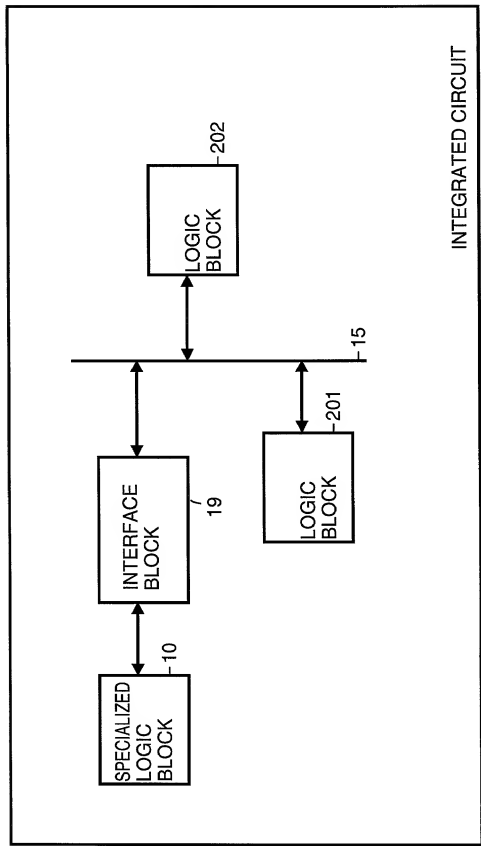 SPECIALIZED
LOGIC
BLOCK
10
INTERFACE
BLOCK
19
15
LOGIC
BLOCK
201
LOGIC
BLOCK
202
INTEGRATED CIRCUIT